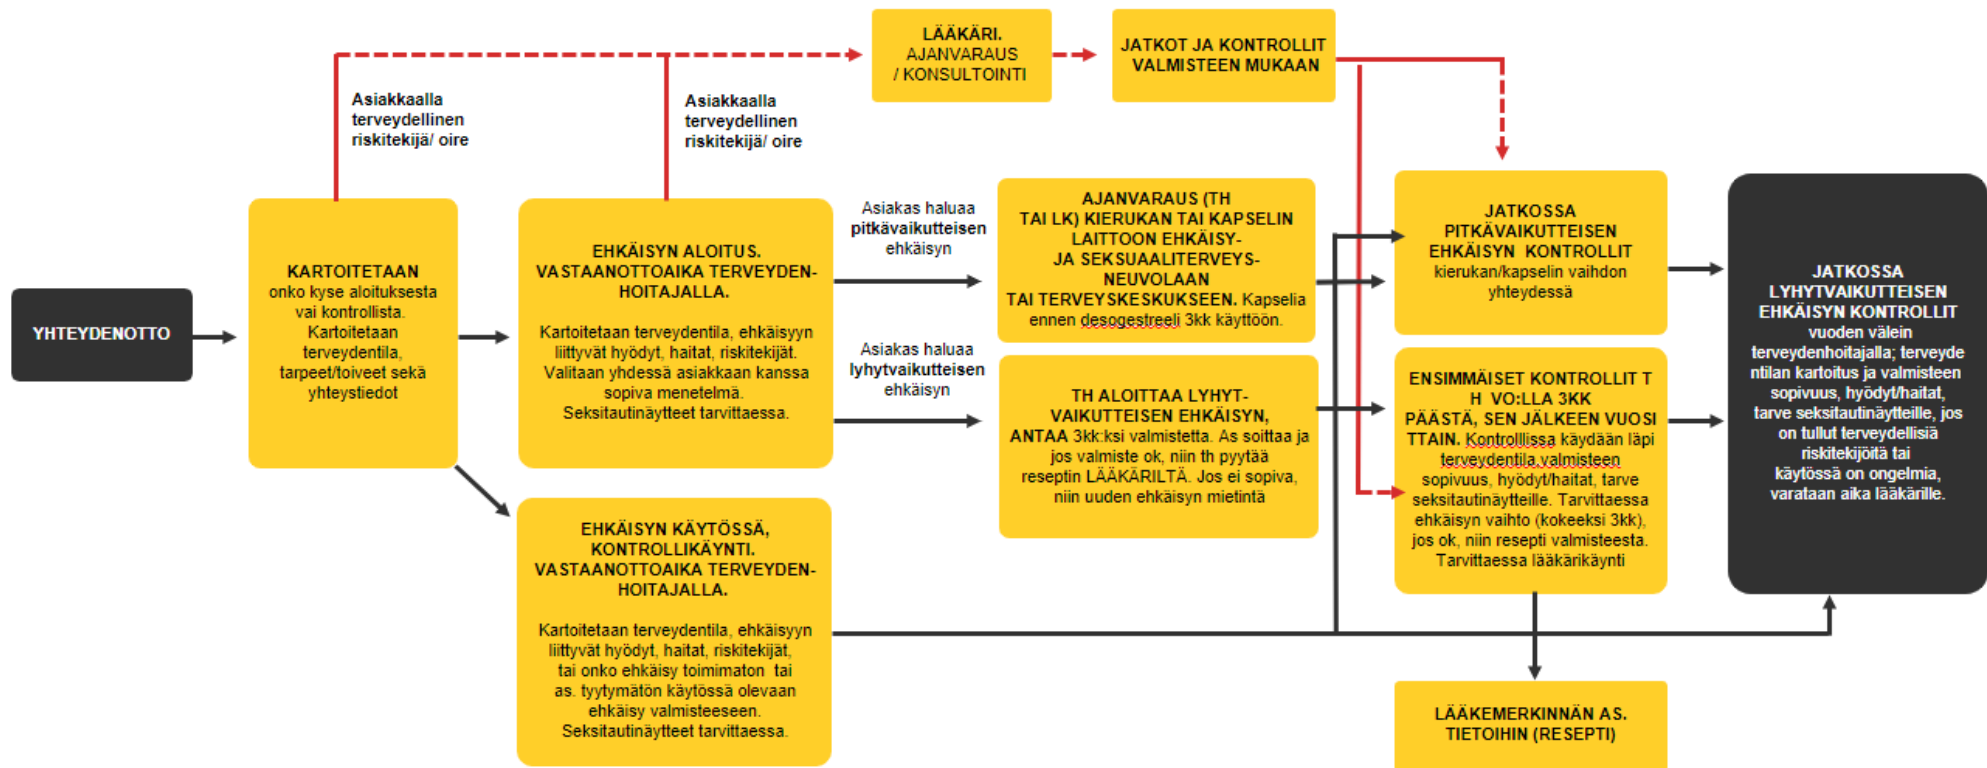 LÄÄKÄRI.
AJANVARAUS
/ KONSULTOINTI
JATKOT JA KONTROLLIT
VALMISTEEN MUKAAN
Asiakkaalla
terveydellinen
riskitekijä/ oire
Asiakkaalla
terveydellinen
riskitekijä/ oire
YHTEYDENOTTO
KARTOITETAAN
onko kyse aloituksesta
vai kontrollista.
Kartoitetaan
terveydentila,
tarpeet/toiveet sekä
yhteystiedot
EHKÄISYN ALOITUS.
VASTAANOTTOAIKA TERVEYDEN-
HOITAJALLA.
Kartoitetaan terveydentila, ehkäisyyn
liittyvät hyödyt, haitat, riskitekijät.
Valitaan yhdessä asiakkaan kanssa
sopiva menetelmä.
Seksitautinäytteet tarvittaessa.
EHKÄISYN KÄYTÖSSÄ,
KONTROLLIKÄYNTI.
VASTAANOTTOAIKA TERVEYDEN-
HOITAJALLA.
Kartoitetaan terveydentila, ehkäisyyn
liittyvät hyödyt, haitat, riskitekijät,
tai onko ehkäisy toimimaton tai
as. tyytymätön käytössä olevaan
ehkäisy valmisteeseen.
Seksitautinäytteet tarvittaessa.
Asiakas haluaa
pitkävaikutteisen
ehkäisyn
Asiakas haluaa
lyhytvaikutteisen
ehkäisyn
AJANVARAUS (TH
TAI LK) KIERUKAN TAI KAPSELIN
LAITTOON EHKÄISY-
JA SEKSUAALITERVEYS-
NEUVOLAAN
TAI TERVEYSKESKUKSEEN. Kapselia
ennen desogestreeli 3kk käyttöön.
TH ALOITTAA LYHYT-
VAIKUTTEISEN EHKÄISYN,
ANTAA 3kk:ksi valmistetta. As soittaa ja
jos valmiste ok, niin th pyytää
reseptin LÄÄKÄRILTÄ. Jos ei sopiva,
niin uuden ehkäisyn mietintä
JATKOSSA
PITKÄVAIKUTTEISEN
EHKÄISYN KONTROLLIT
kierukan/kapselin vaihdon
yhteydessä
ENSIMMÄISET KONTROLLIT T
H VO:LLA 3KK
PÄÄSTÄ, SEN JÄLKEEN VUOSI
TTAIN. Kontrolllissa käydään läpi
terveydentila,valmisteen
sopivuus, hyödyt/haitat, tarve
seksitautinäytteille. Tarvittaessa
ehkäisyn vaihto (kokeeksi 3kk),
jos ok, niin resepti valmisteesta.
Tarvittaessa lääkärikäynti
LÄÄKEMERKINNÄN AS.
TIETOIHIN (RESEPTI)
JATKOSSA
LYHYTVAIKUTTEISEN
EHKÄISYN KONTROLLIT
vuoden välein
terveydenhoitajalla; terveyde
ntilan kartoitus ja valmisteen
sopivuus, hyödyt/haitat,
tarve seksitautinäytteille, jos
on tullut terveydellisiä
riskitekijöitä tai
käytössä on ongelmia,
varataan aika lääkärille.